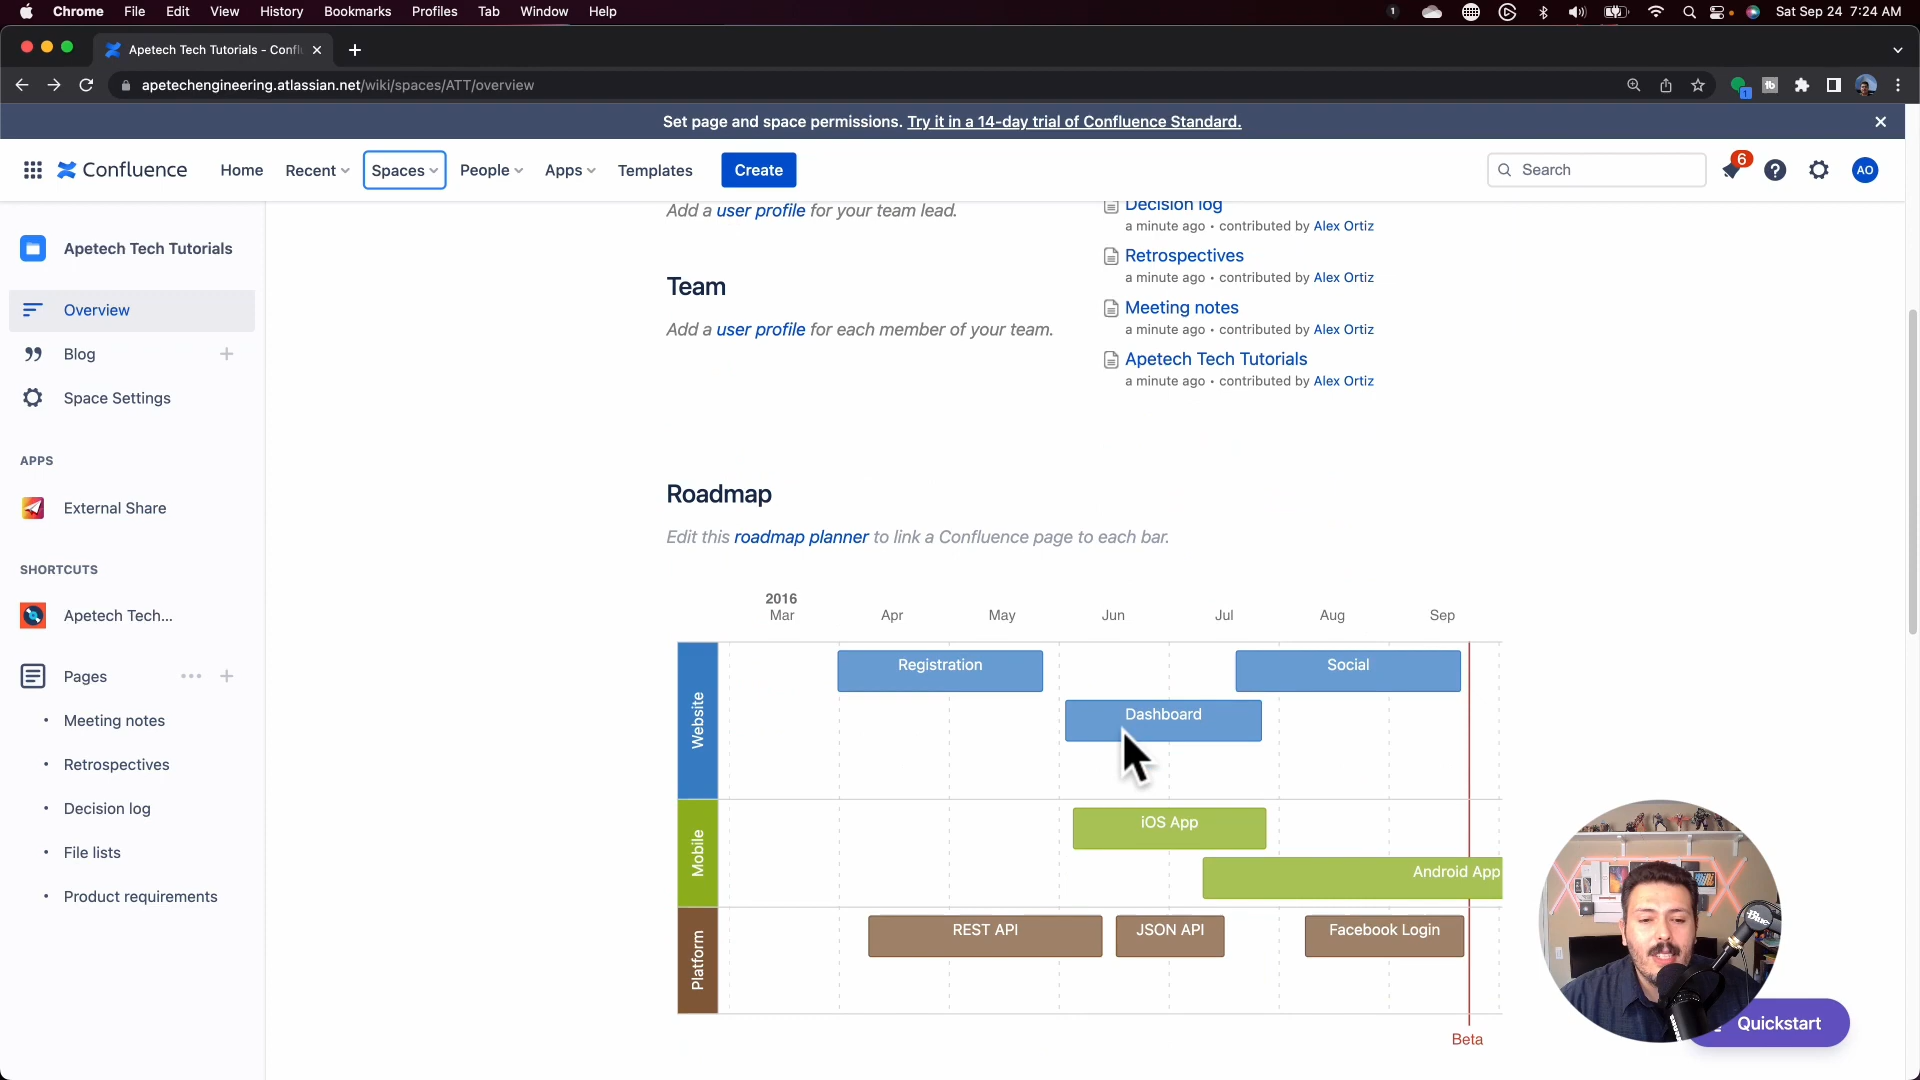 Chrome File Edit View History Bookmarks Profiles Tab Window Help
1 Sat Sep 24 7:24 AM
Apetech Tech Tutorials - Confl
apetechengineering.atlassian.net/wiki/spaces/ATT/overview
1
Set page and space permissions. Try it in a 14-day trial of Confluence Standard.
Confluence Home Recent Spaces People Apps Templates Create Search 6 AO
Apetech Tech Tutorials
Overview
Blog
Space Settings
APPS
External Share
SHORTCUTS
Apetech Tech...
Pages
• Meeting notes
• Retrospectives
• Decision log
• File lists
• Product requirements
Add a user profile for your team lead.
Team
Add a user profile for each member of your team.
Decision log
a minute ago • contributed by Alex Ortiz
Retrospectives
a minute ago • contributed by Alex Ortiz
Meeting notes
a minute ago • contributed by Alex Ortiz
Apetech Tech Tutorials
a minute ago • contributed by Alex Ortiz
Roadmap
Edit this roadmap planner to link a Confluence page to each bar.
2016
Mar Apr May Jun Jul Aug Sep
Website
Registration Social
Dashboard
Mobile
iOS App
Android App
Platform
REST API JSON API Facebook Login
Beta
Blue
Quickstart